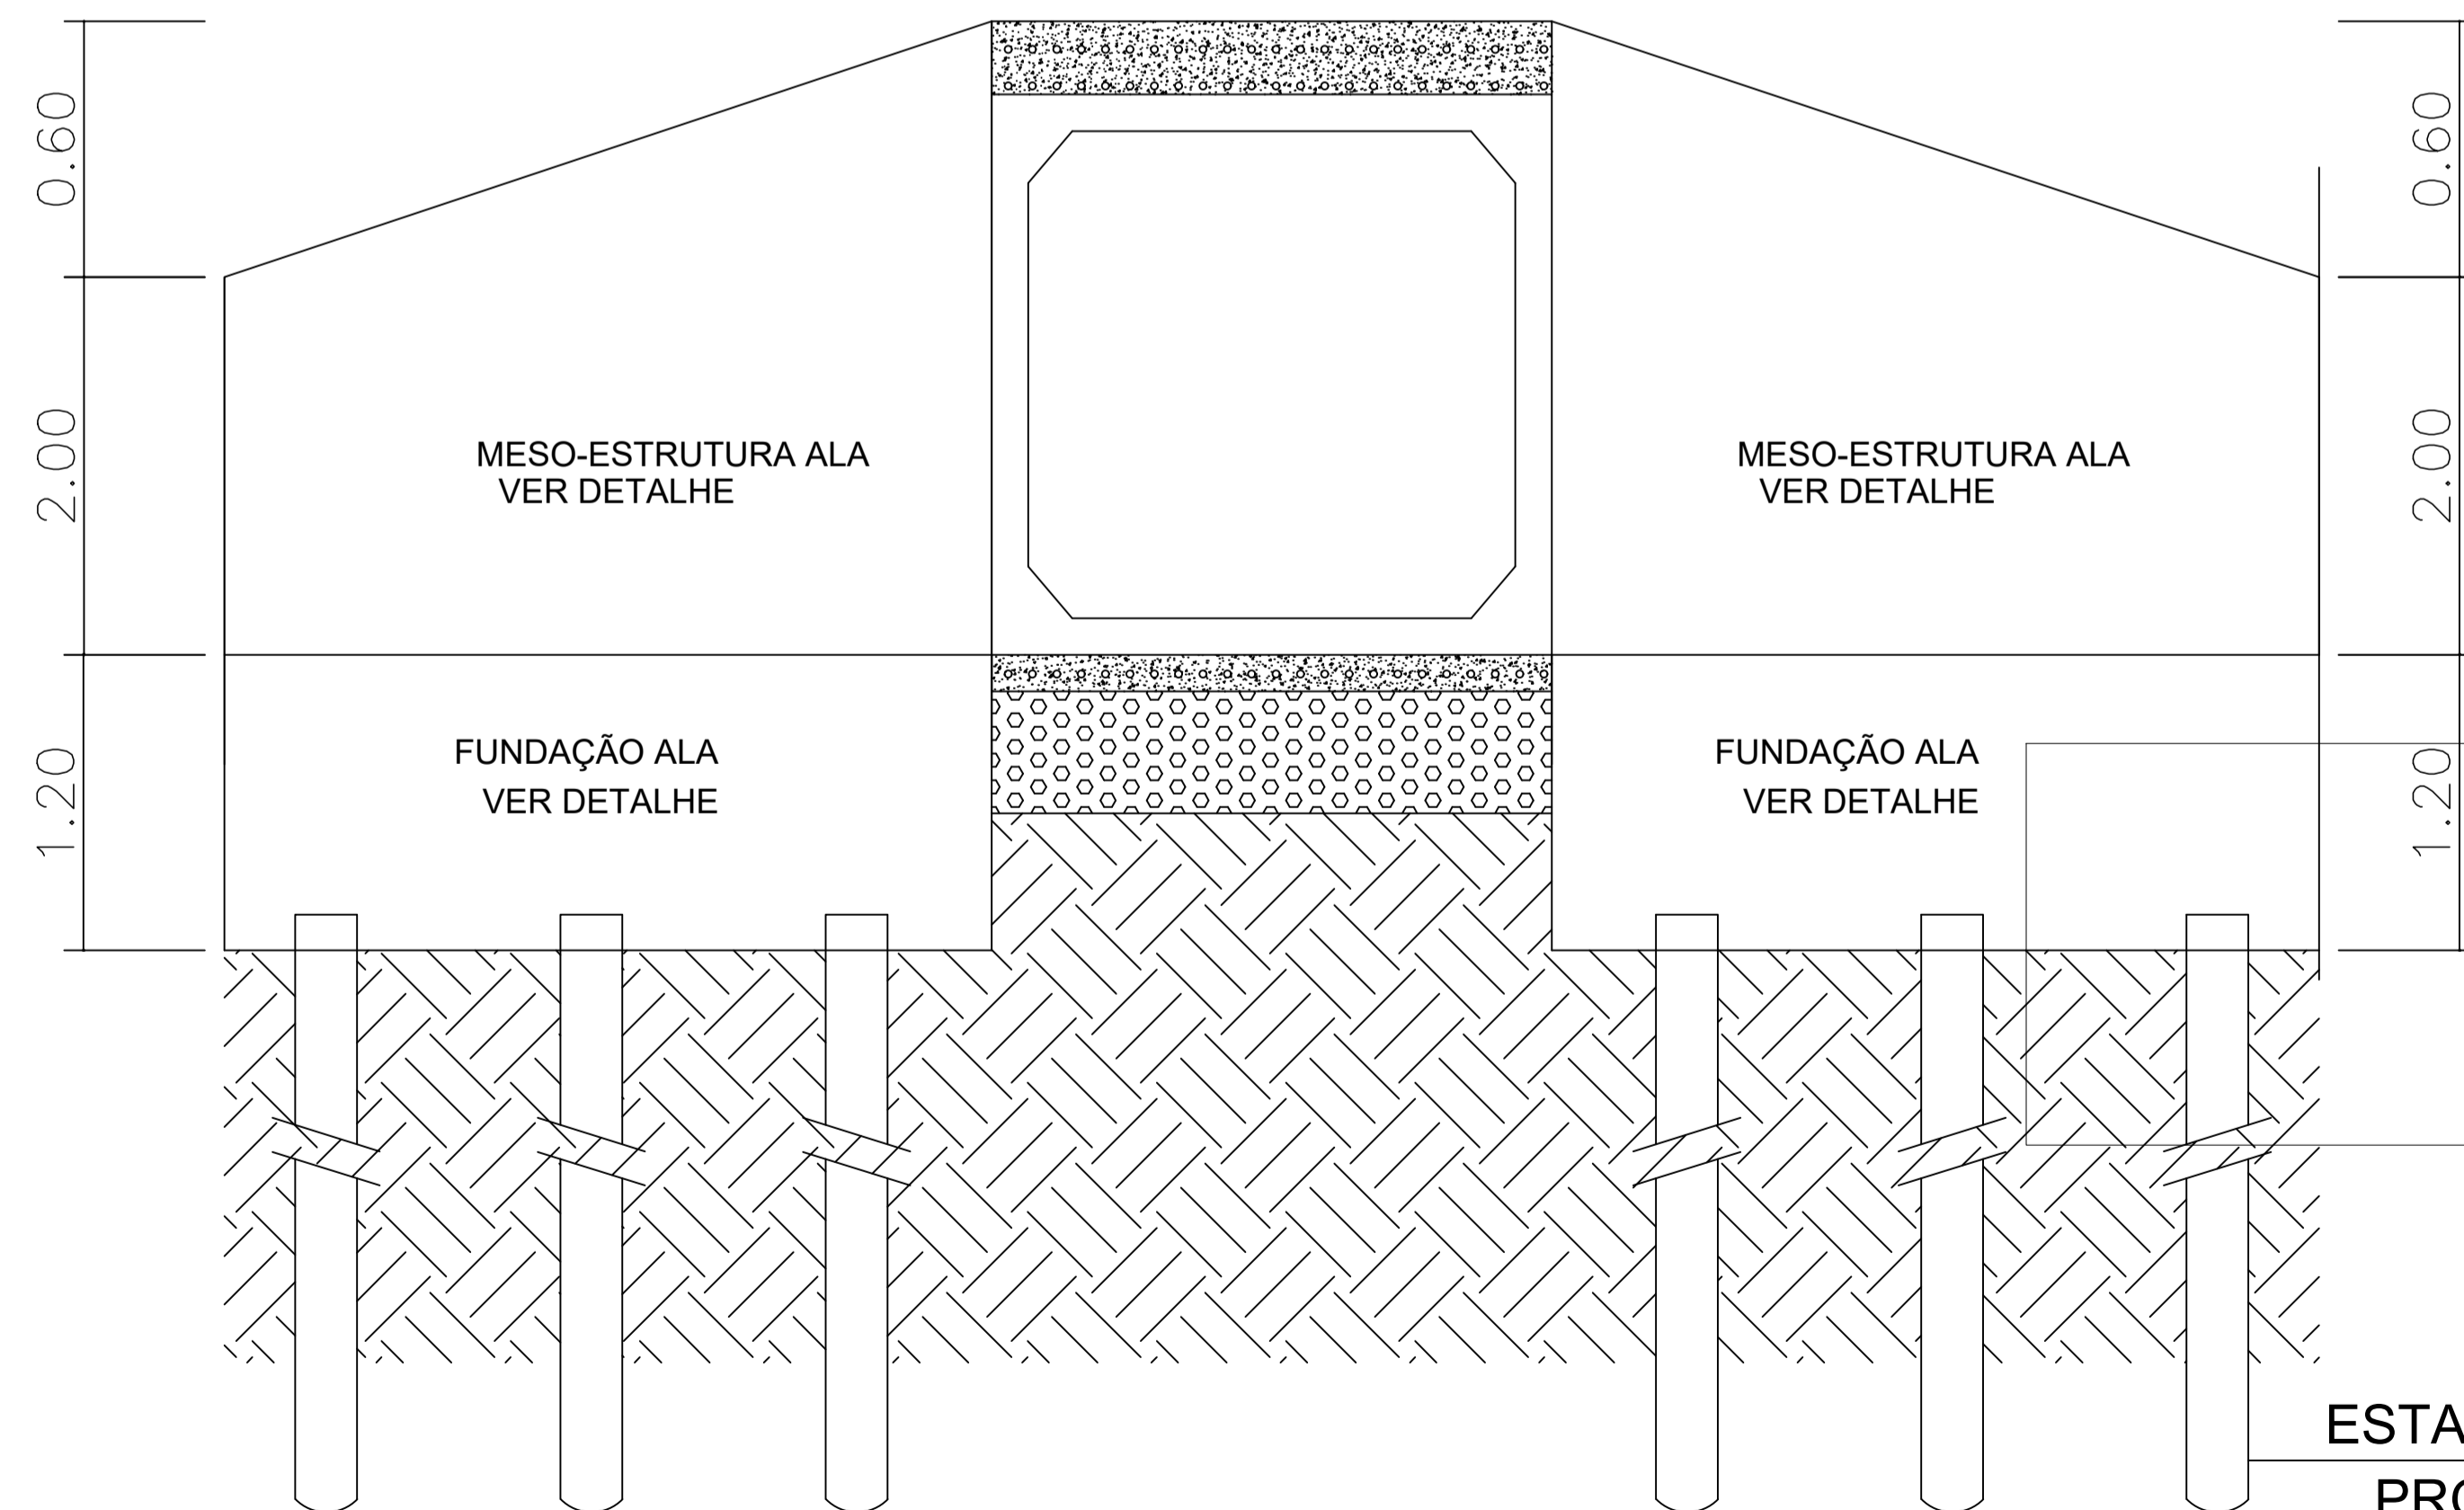 0.60
0.60
MESO-ESTRUTURA ALA
VER DETALHE
MESO-ESTRUTURA ALA
VER DETALHE
2.00
2.00
FUNDAÇÃO ALA
VER DETALHE
FUNDAÇÃO ALA
VER DETALHE
1.20
1.20